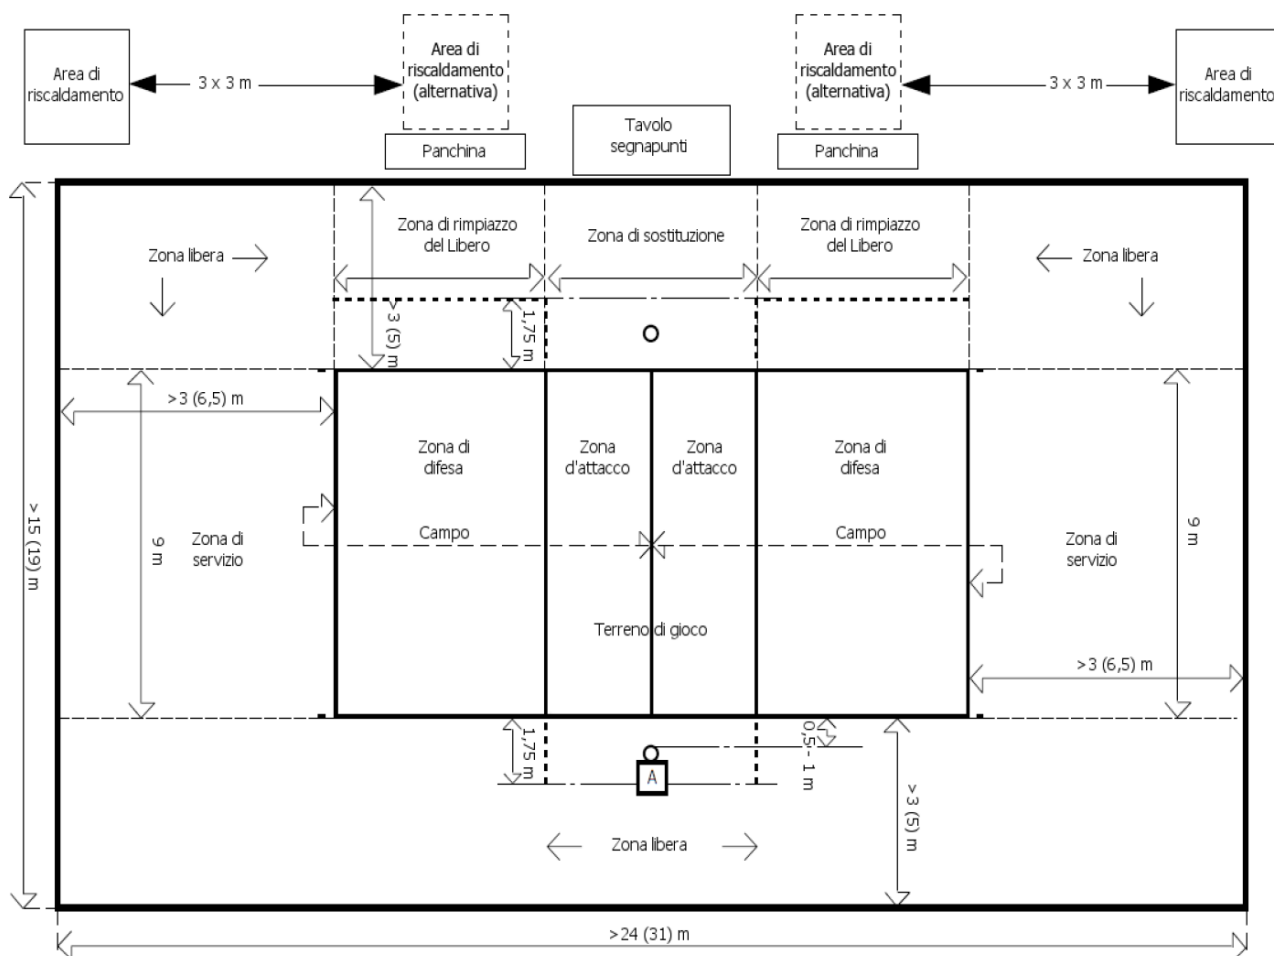 Area di
riscaldamento
3 x 3 m
Area di
riscaldamento
(alternativa)
Area di
riscaldamento
(alternativa)
3 x 3 m
Area di
riscaldamento
Panchina
Tavolo
segnapunti
Panchina
Zona libera
Zona di rimpiazzo
del Libero
Zona di sostituzione
Zona di rimpiazzo
del Libero
Zona libera
>3 (5) m
1,75 m
>3 (6,5) m
Zona di
difesa
Zona
d'attacco
Zona
d'attacco
Zona di
difesa
>15 (19) m
9 m
Zona di
servizio
Campo
Campo
Zona di
servizio
9 m
Terreno di gioco
>3 (6,5) m
1,75 m
A
0,5 - 1 m
>3 (5) m
Zona libera
>24 (31) m